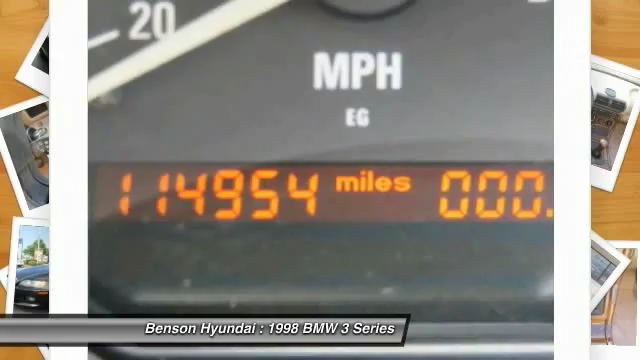 20
MPH
EG
114954 miles 000.
Benson Hyundai : 1998 BMW 3 Series